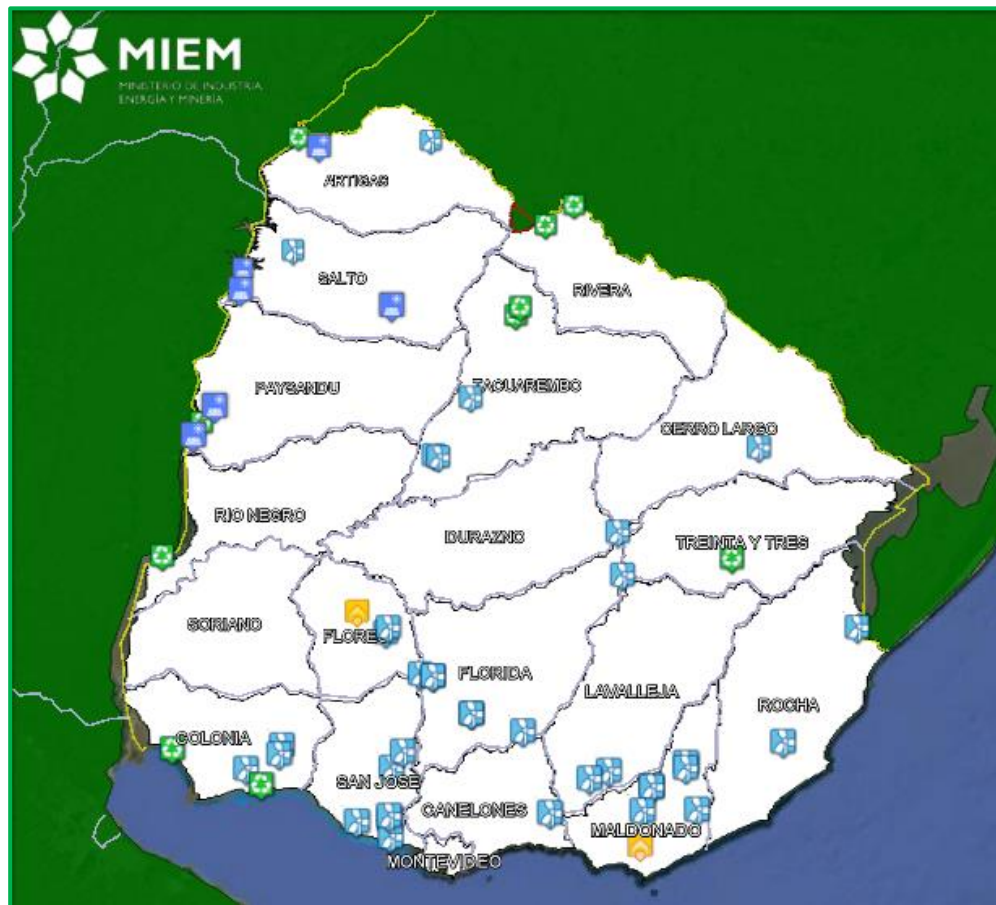 MIEM
MINISTERIO DE INDUSTRIA,
ENERGÍA Y MINERÍA
ARTIGAS
SALTO
RIVERA
PAYSANDU
TACUAREMBO
CERRO LARGO
RIO NEGRO
DURAZNO
TREINTA Y TRES
SORIANO
FLORES
FLORIDA
LAVALLEJA
ROCHA
COLONIA
SAN JOSE
CANELONES
MALDONADO
MONTEVIDEO